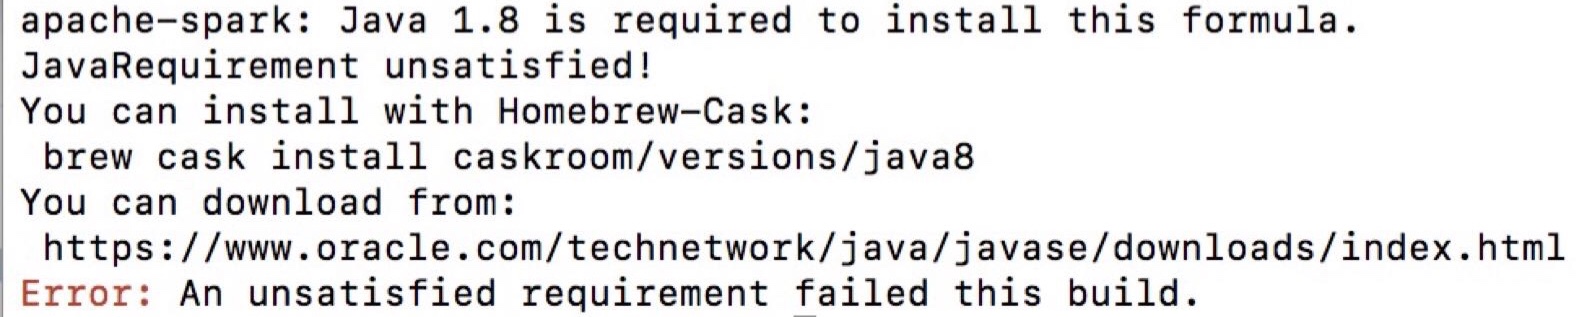 apache-spark: Java 1.8 is required to install this formula.
JavaRequirement unsatisfied!
You can install with Homebrew-Cask:
brew cask install caskroom/versions/java8
You can download from:
https://www.oracle.com/technetwork/java/javase/downloads/index.html
Error: An unsatisfied requirement failed this build.